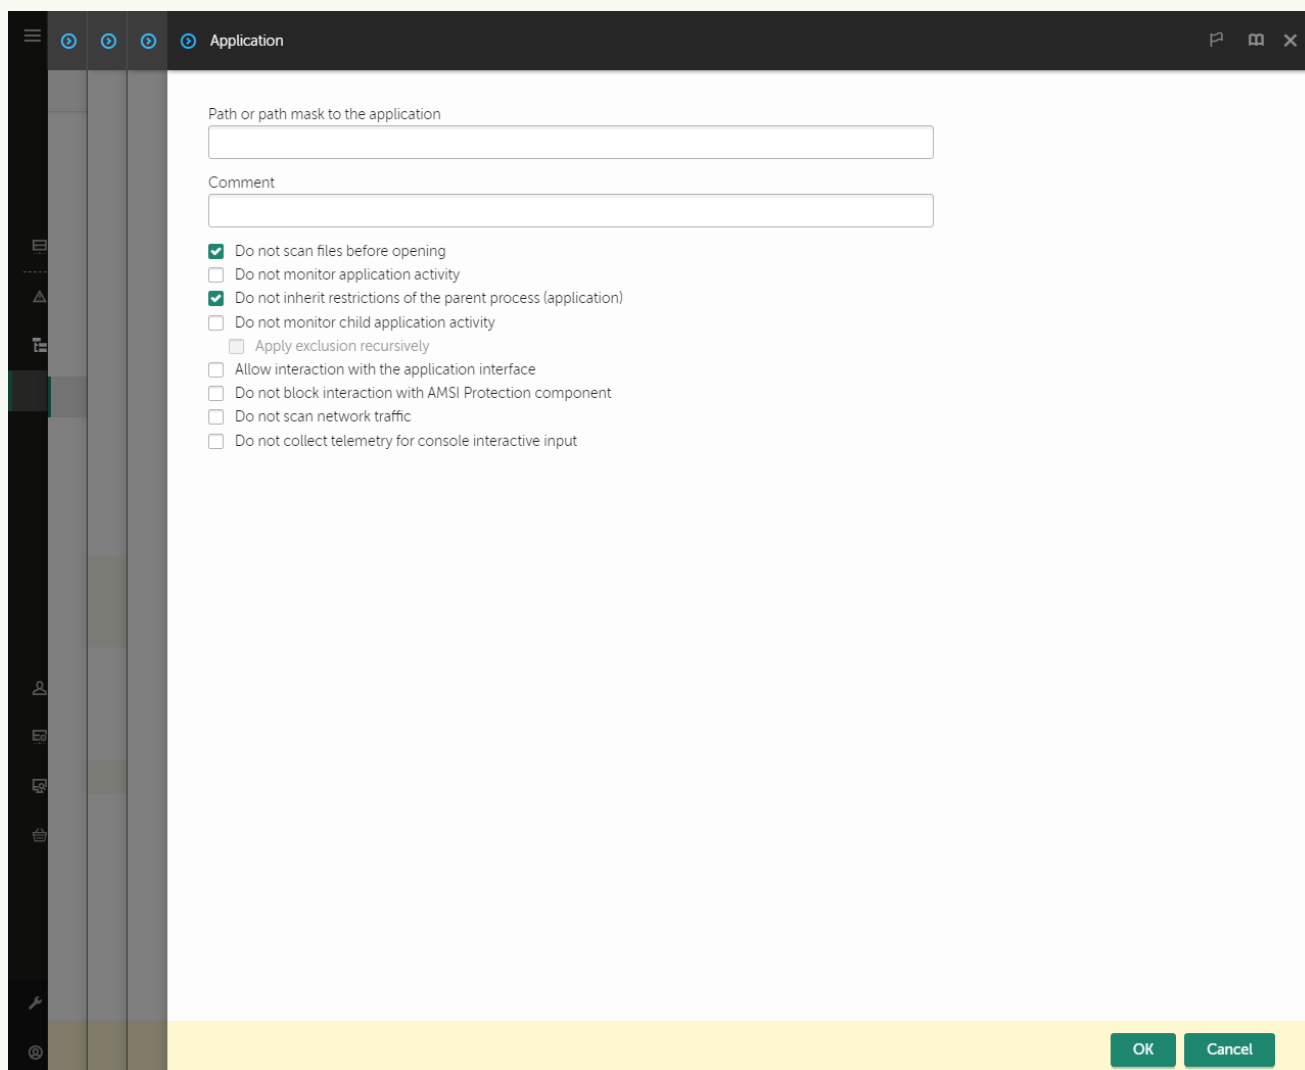 Application
Path or path mask to the application
Comment
Do not scan files before opening
Do not monitor application activity
Do not inherit restrictions of the parent process (application)
Do not monitor child application activity
Apply exclusion recursively
Allow interaction with the application interface
Do not block interaction with AMSI Protection component
Do not scan network traffic
Do not collect telemetry for console interactive input
OK Cancel